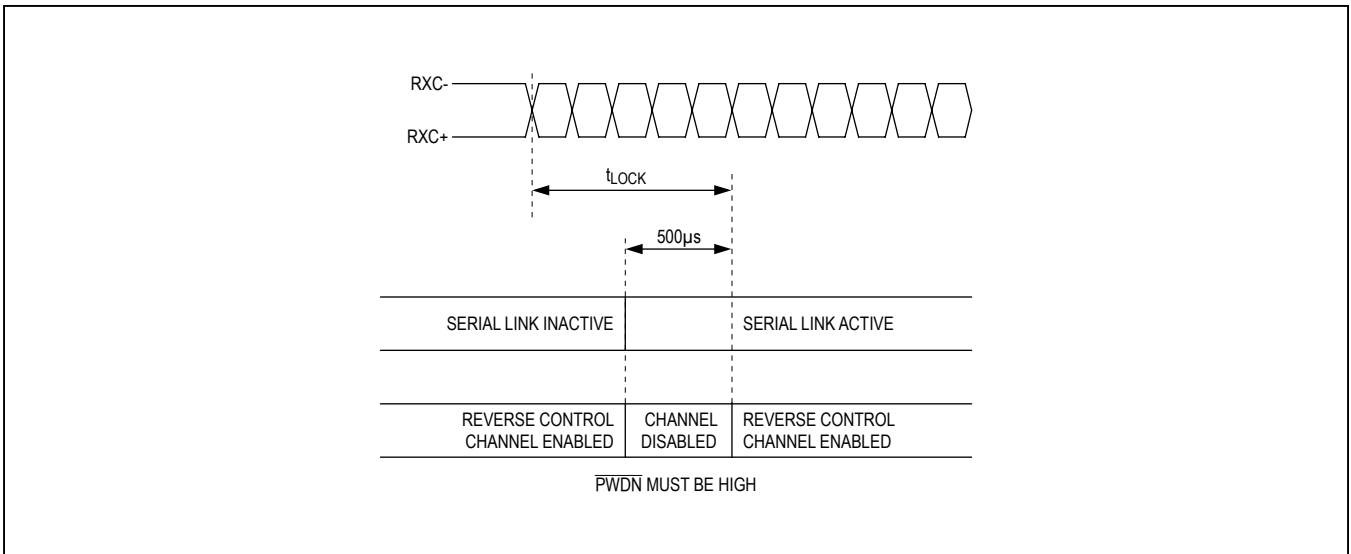 RXC-
RXC+
tLOCK
500µs
SERIAL LINK INACTIVE
SERIAL LINK ACTIVE
REVERSE CONTROL
CHANNEL ENABLED
CHANNEL
DISABLED
REVERSE CONTROL
CHANNEL ENABLED
PWDN MUST BE HIGH